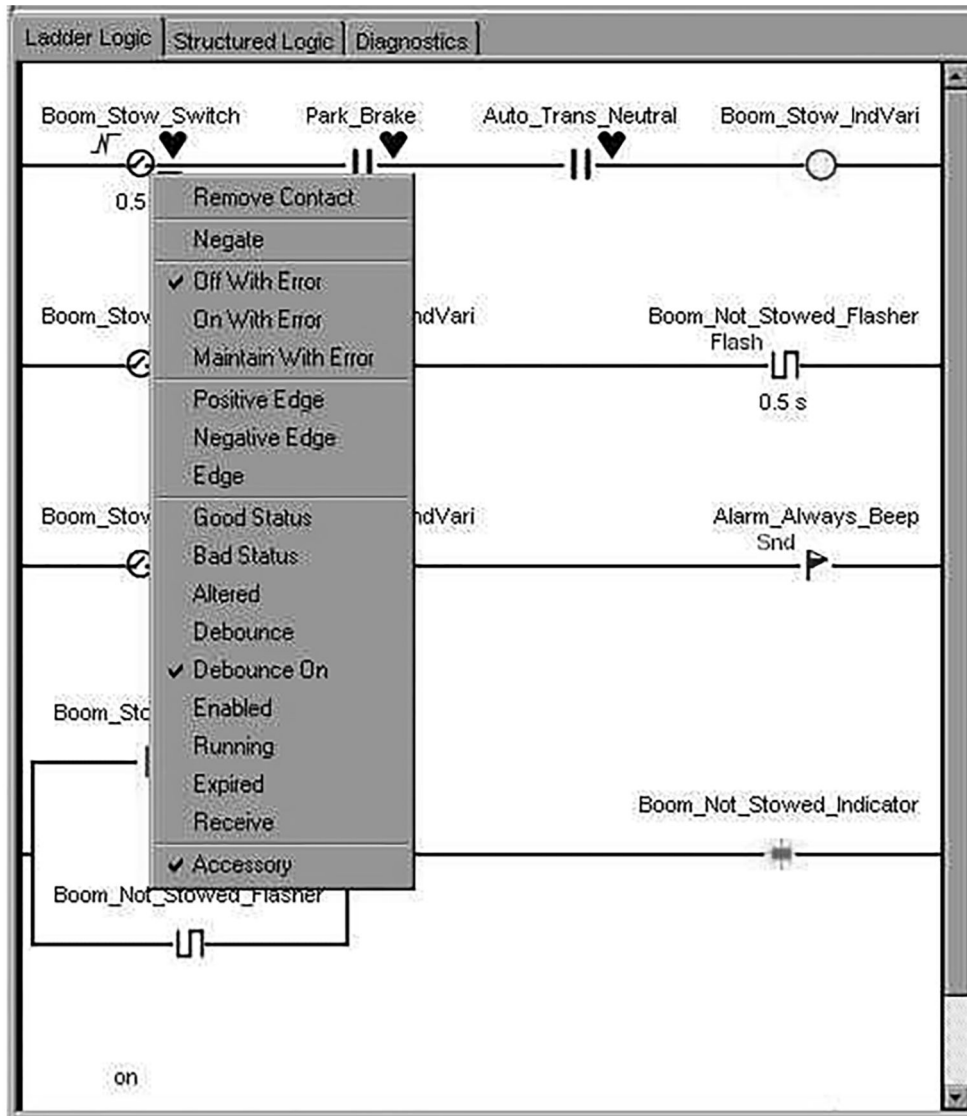 Ladder Logic Structured Logic Diagnostics
Boom_Stow_Switch Park_Brake Auto_Trans_Neutral Boom_Stow_IndVari
0.5
Remove Contact
Negate
Off With Error
Boom_Stov On With Error ndVari Boom_Not_Stowed_Flasher
Flash
Maintain With Error
Positive Edge
0.5 s
Negative Edge
Edge
Boom_Stov Good Status ndVari Alarm_Always_Beep
Snd
Bad Status
Altered
Debounce
Debounce On
Boom_Sto Enabled
Running
Expired
Receive Boom_Not_Stowed_Indicator
Accessory
Boom_Not_Stowed_Flasher
on